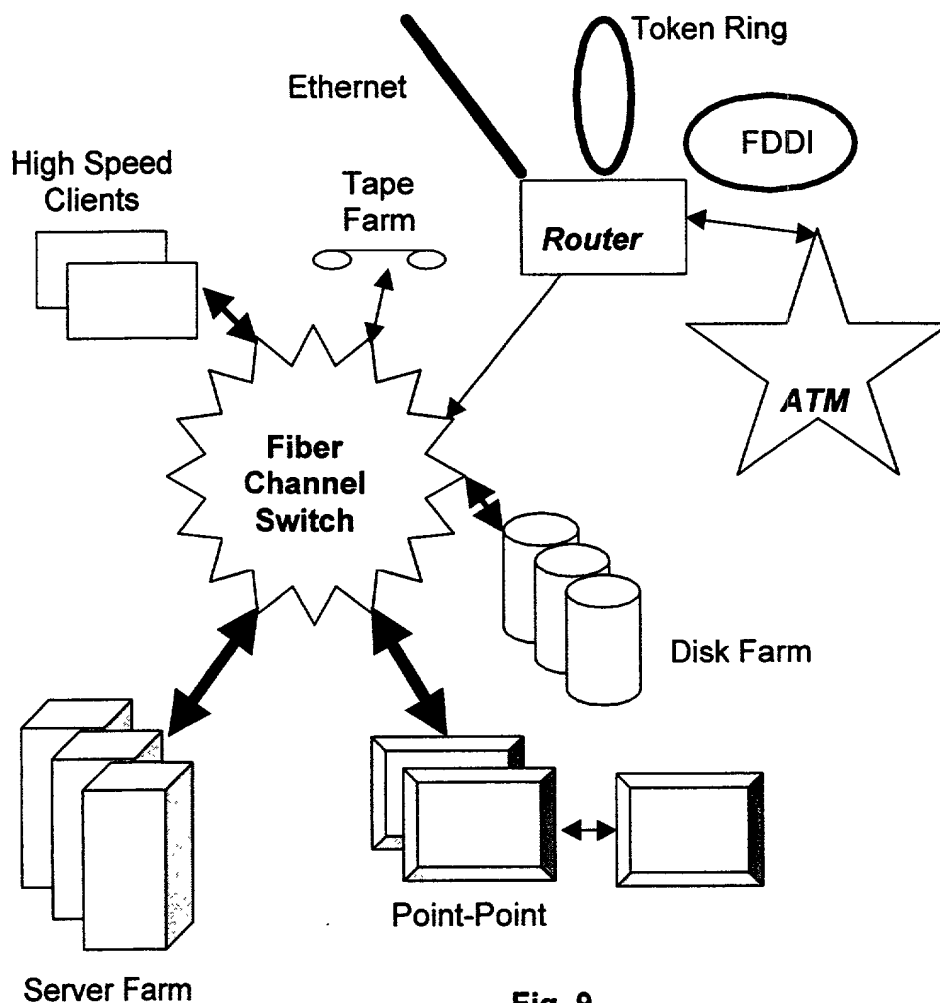 Token Ring
Ethernet
FDDI
High Speed
Clients
Tape
Farm
Router
ATM
Fiber
Channel
Switch
Disk Farm
Point-Point
Server Farm
Fig. 9